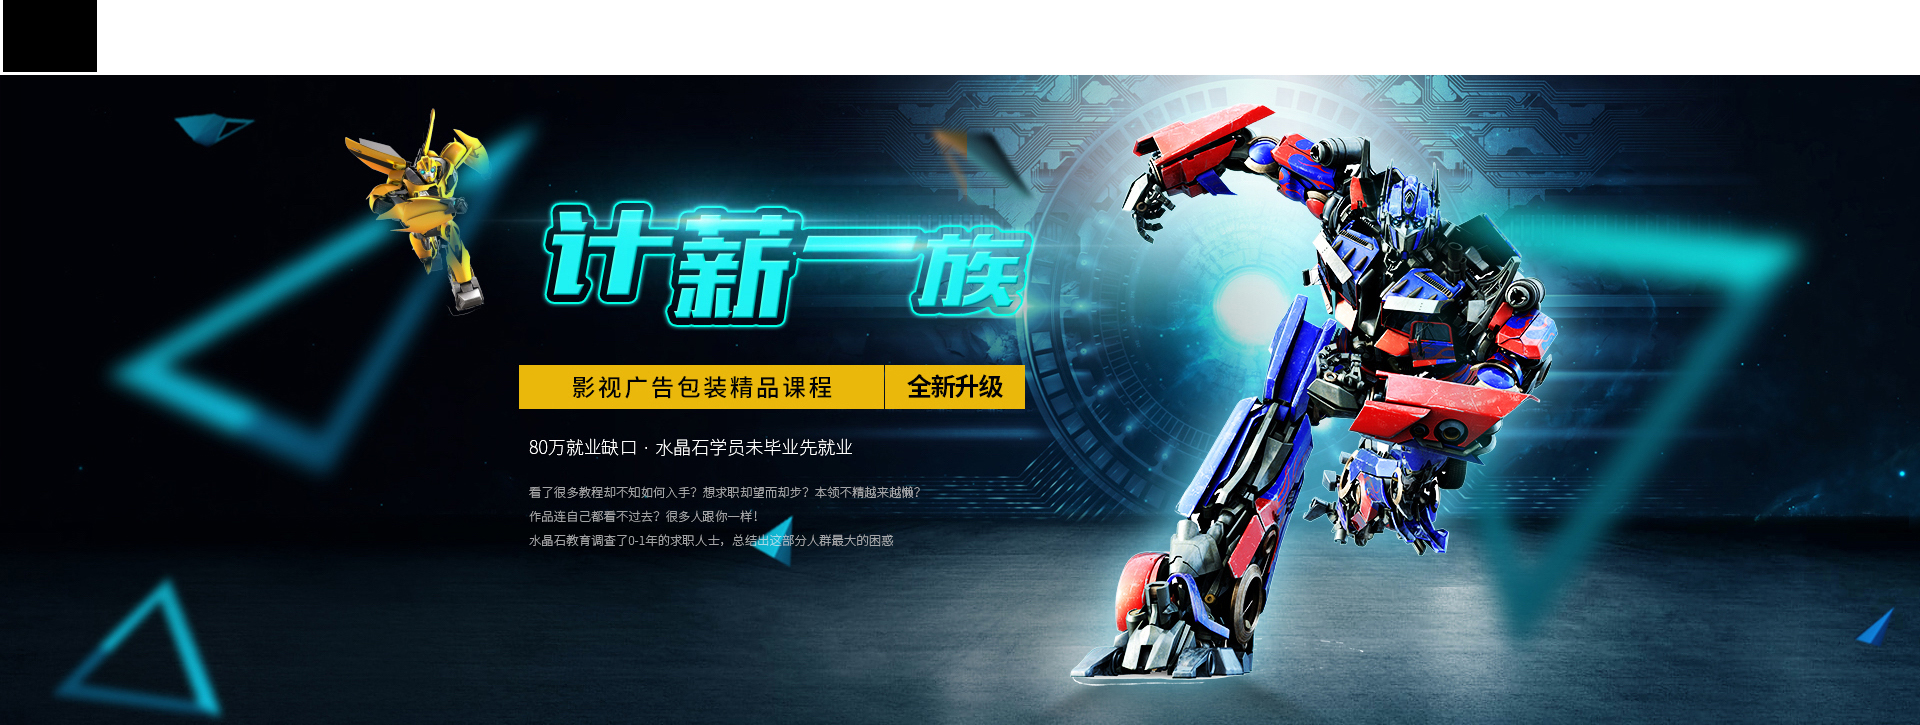 计薪一族
影视广告包装精品课程 全新升级
80万就业缺口 · 水晶石学员未毕业先就业
看了很多教程却不知如何入手？想求职却望而却步？本领不精越来越懒？
作品连自己都看不过去？很多人跟你一样！
水晶石教育调查了0-1年的求职人士，总结出这部分人群最大的困惑